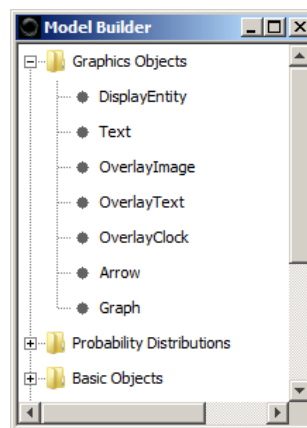 Model Builder
Graphics Objects
DisplayEntity
Text
OverlayImage
OverlayText
OverlayClock
Arrow
Graph
Probability Distributions
Basic Objects